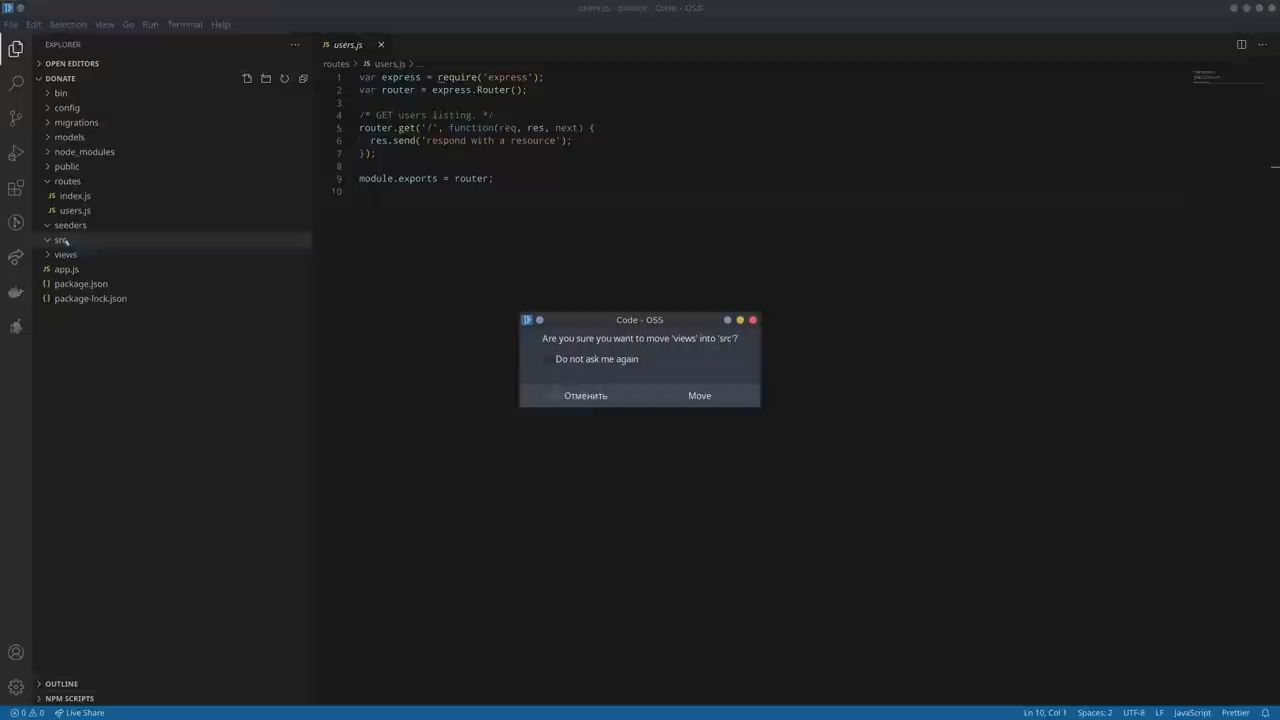 users.js - donate - Code - OSS
File Edit Selection View Go Run Terminal Help
EXPLORER
users.js
OPEN EDITORS
routes > users.js > ...
DONATE
bin
config
migrations
models
node_modules
public
routes
index.js
users.js
seeders
src
views
app.js
package.json
package-lock.json
1 var express = require('express');
2 var router = express.Router();
3
4 /* GET users listing. */
5 router.get('/', function(req, res, next) {
6 res.send('respond with a resource');
7 });
8
9 module.exports = router;
10
Code - OSS
Are you sure you want to move 'views' into 'src'?
Do not ask me again
Отменить Move
OUTLINE
NPM SCRIPTS
0 0 Live Share Ln 10, Col 1 Spaces: 2 UTF-8 LF JavaScript Prettier